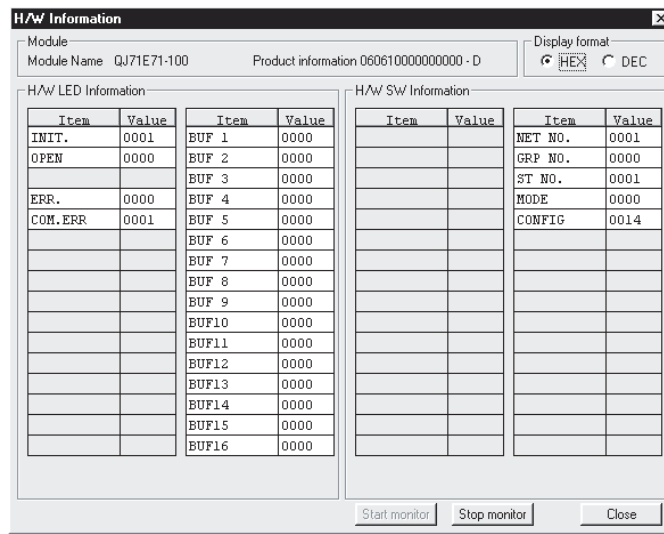 H/W Information
Module
Module Name QJ71E71-100 Product information 060610000000000 - D
Display format
HEX DEC
H/W LED Information
Item Value Item Value
INIT. 0001 BUF 1 0000
OPEN 0000 BUF 2 0000
BUF 3 0000
ERR. 0000 BUF 4 0000
COM.ERR 0001 BUF 5 0000
BUF 6 0000
BUF 7 0000
BUF 8 0000
BUF 9 0000
BUF10 0000
BUF11 0000
BUF12 0000
BUF13 0000
BUF14 0000
BUF15 0000
BUF16 0000
H/W SW Information
Item Value Item Value
NET NO. 0001
GRP NO. 0000
ST NO. 0001
MODE 0000
CONFIG 0014
Start monitor Stop monitor Close